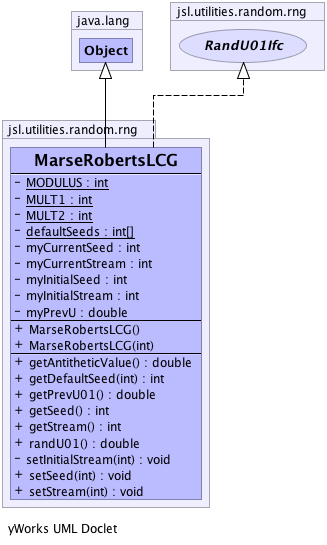 java.lang
Object
jsl.utilities.random.rng
RandU01Ifc
jsl.utilities.random.rng
MarseRobertsLCG
- MODULUS : int
- MULT1 : int
- MULT2 : int
- defaultSeeds : int[]
- myCurrentSeed : int
- myCurrentStream : int
- myInitialSeed : int
- myInitialStream : int
- myPrevU : double
+ MarseRobertsLCG()
+ MarseRobertsLCG(int)
+ getAntitheticValue() : double
+ getDefaultSeed(int) : int
+ getPrevU01() : double
+ getSeed() : int
+ getStream() : int
+ randU01() : double
- setInitialStream(int) : void
+ setSeed(int) : void
+ setStream(int) : void
yWorks UML Doclet